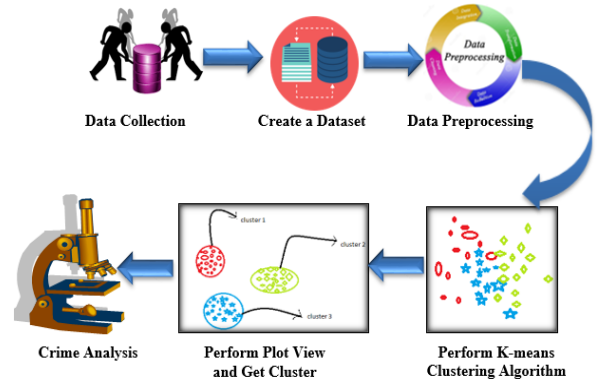 Data Preprocessing
Data Collection
Create a Dataset
Data Preprocessing
cluster 1
cluster 2
cluster 3
Crime Analysis
Perform Plot View
and Get Cluster
Perform K-means
Clustering Algorithm